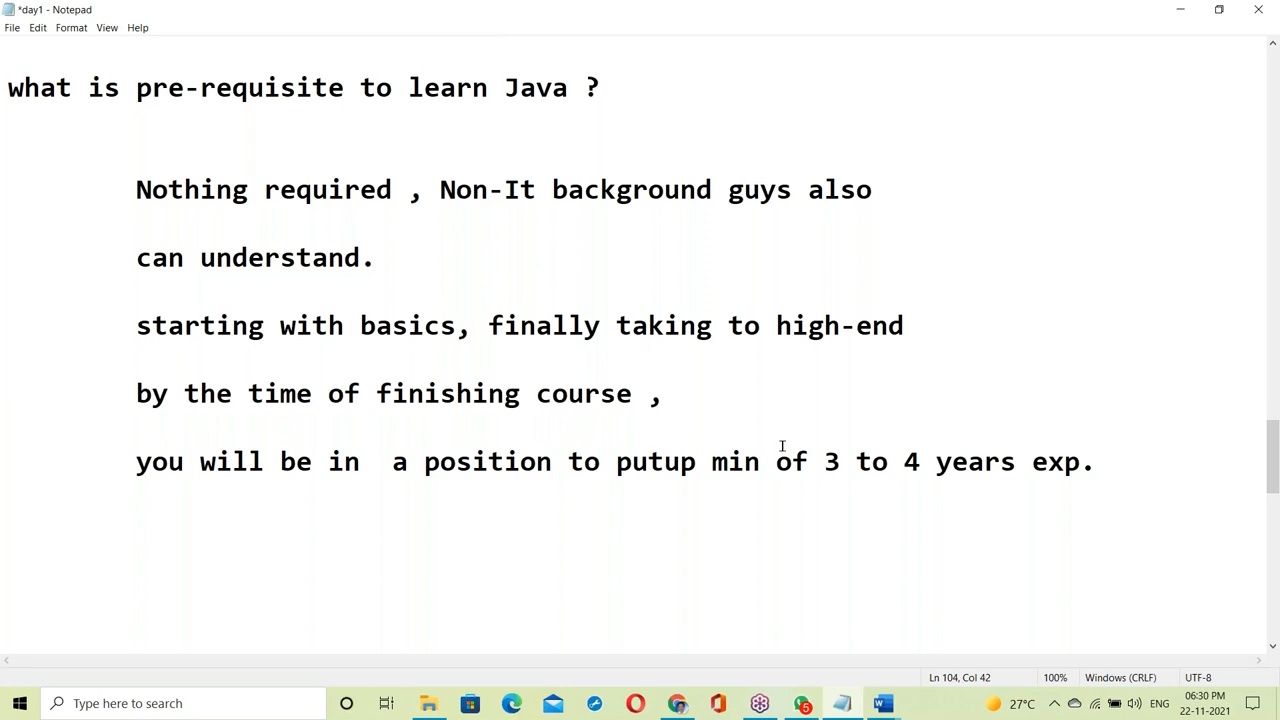 *day1 - Notepad
File Edit Format View Help
what is pre-requisite to learn Java ?
Nothing required , Non-It background guys also
can understand.
starting with basics, finally taking to high-end
by the time of finishing course ,
you will be in  a position to putup min of 3 to 4 years exp.
Ln 104, Col 42 100% Windows (CRLF) UTF-8
Type here to search 5 27°C ENG 06:30 PM
22-11-2021